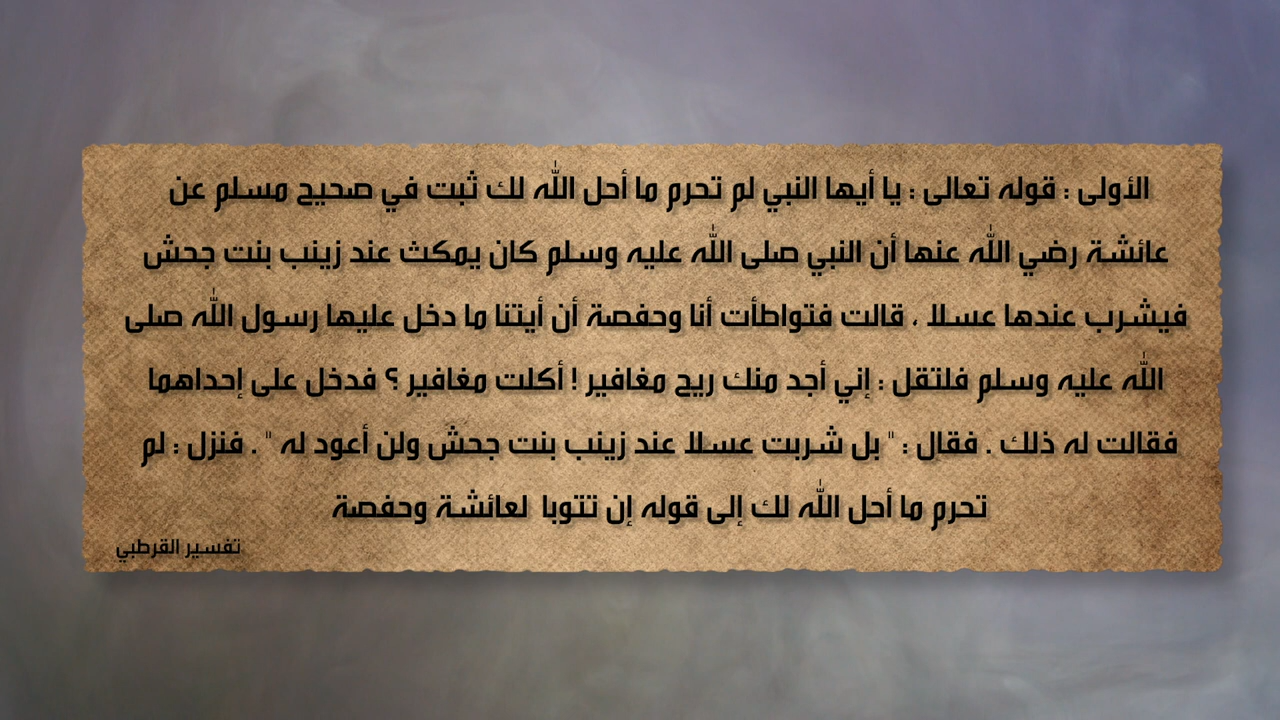 الأولى : قوله تعالى : يا أيها النبي لم تحرم ما أحل الله لك ثبت في صحيح مسلم عن
عائشة رضي الله عنها أن النبي صلى الله عليه وسلم كان يمكث عند زينب بنت جحش
فيشرب عندها عسلا ، قالت فتواطأت أنا وحفصة أن أيتنا ما دخل عليها رسول الله صلى
الله عليه وسلم فلتقل : إني أجد منك ريح مغافير ! أكلت مغافير ؟ فدخل على إحداهما
فقالت له ذلك . فقال : " بل شربت عسلا عند زينب بنت جحش ولن أعود له " . فنزل : لم
تحرم ما أحل الله لك إلى قوله إن تتوبا لعائشة وحفصة
تفسير القرطبي